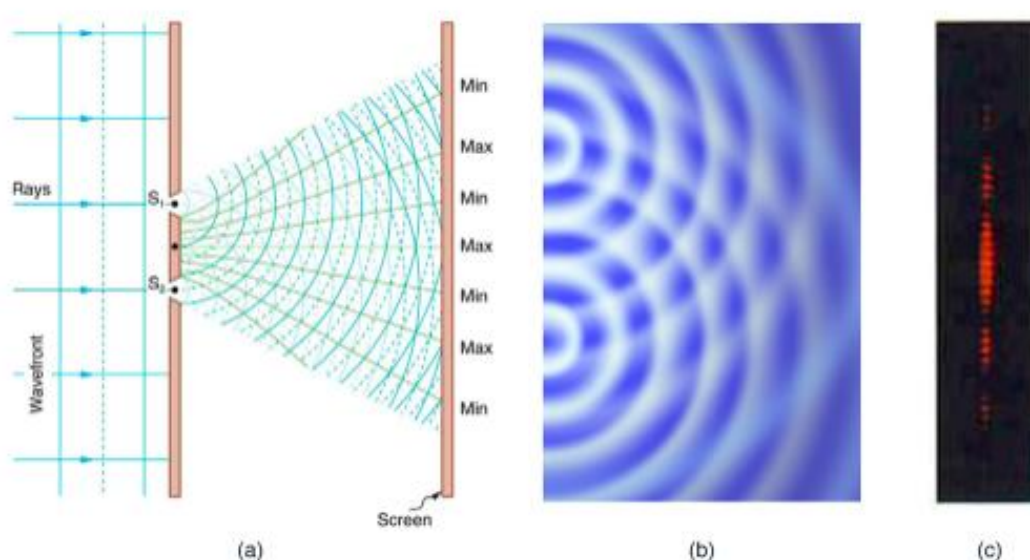 Min
Max
Rays
S1
Min
Max
S2
Min
Max
Wavefront
Min
Screen
(a)
(b)
(c)